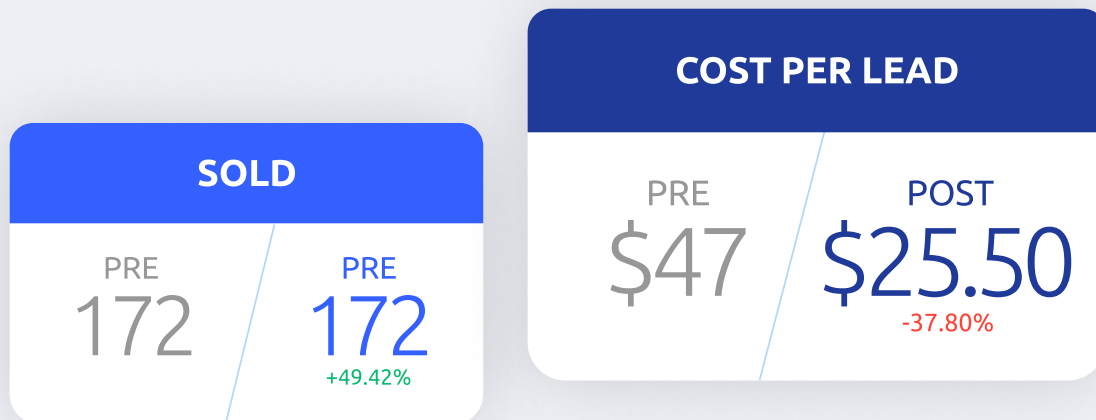 SOLD
PRE
172
PRE
172
+49.42%
COST PER LEAD
PRE
$47
POST
$25.50
-37.80%